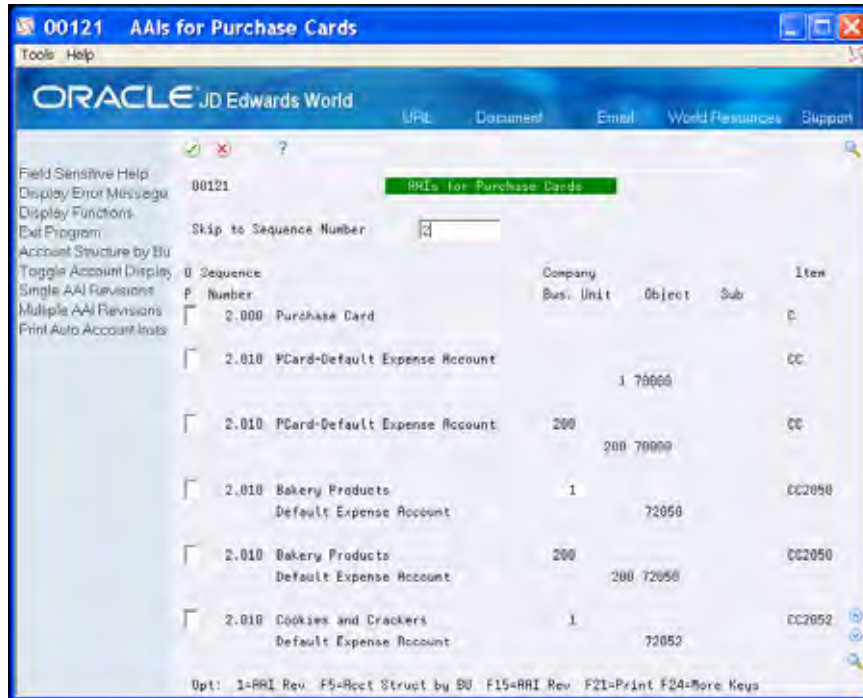 00121 AAIs for Purchase Cards
Tools Help
ORACLE JD Edwards World
URL Document Email World Resources Support
?
Field Sensitive Help
Display Error Message
Display Functions
Exit Program
Account Structure by Bu
Toggle Account Display
Single AAI Revisions
Multiple AAI Revisions
Print Auto Account Insts
00121 AAIs for Purchase Cards
Skip to Sequence Number 2
O Sequence Company Item
P Number Bus. Unit Object Sub
2.000 Purchase Card C
2.010 PCard-Default Expense Account CC
1 70000
2.010 PCard-Default Expense Account 200 CC
200 70000
2.010 Bakery Products 1 CC2050
Default Expense Account 72050
2.010 Bakery Products 200 CC2050
Default Expense Account 200 72050
2.010 Cookies and Crackers 1 CC2052
Default Expense Account 72052
Opt: 1=AAI Rev F5=Acct Struct by BU F15=AAI Rev F21=Print F24=More Keys